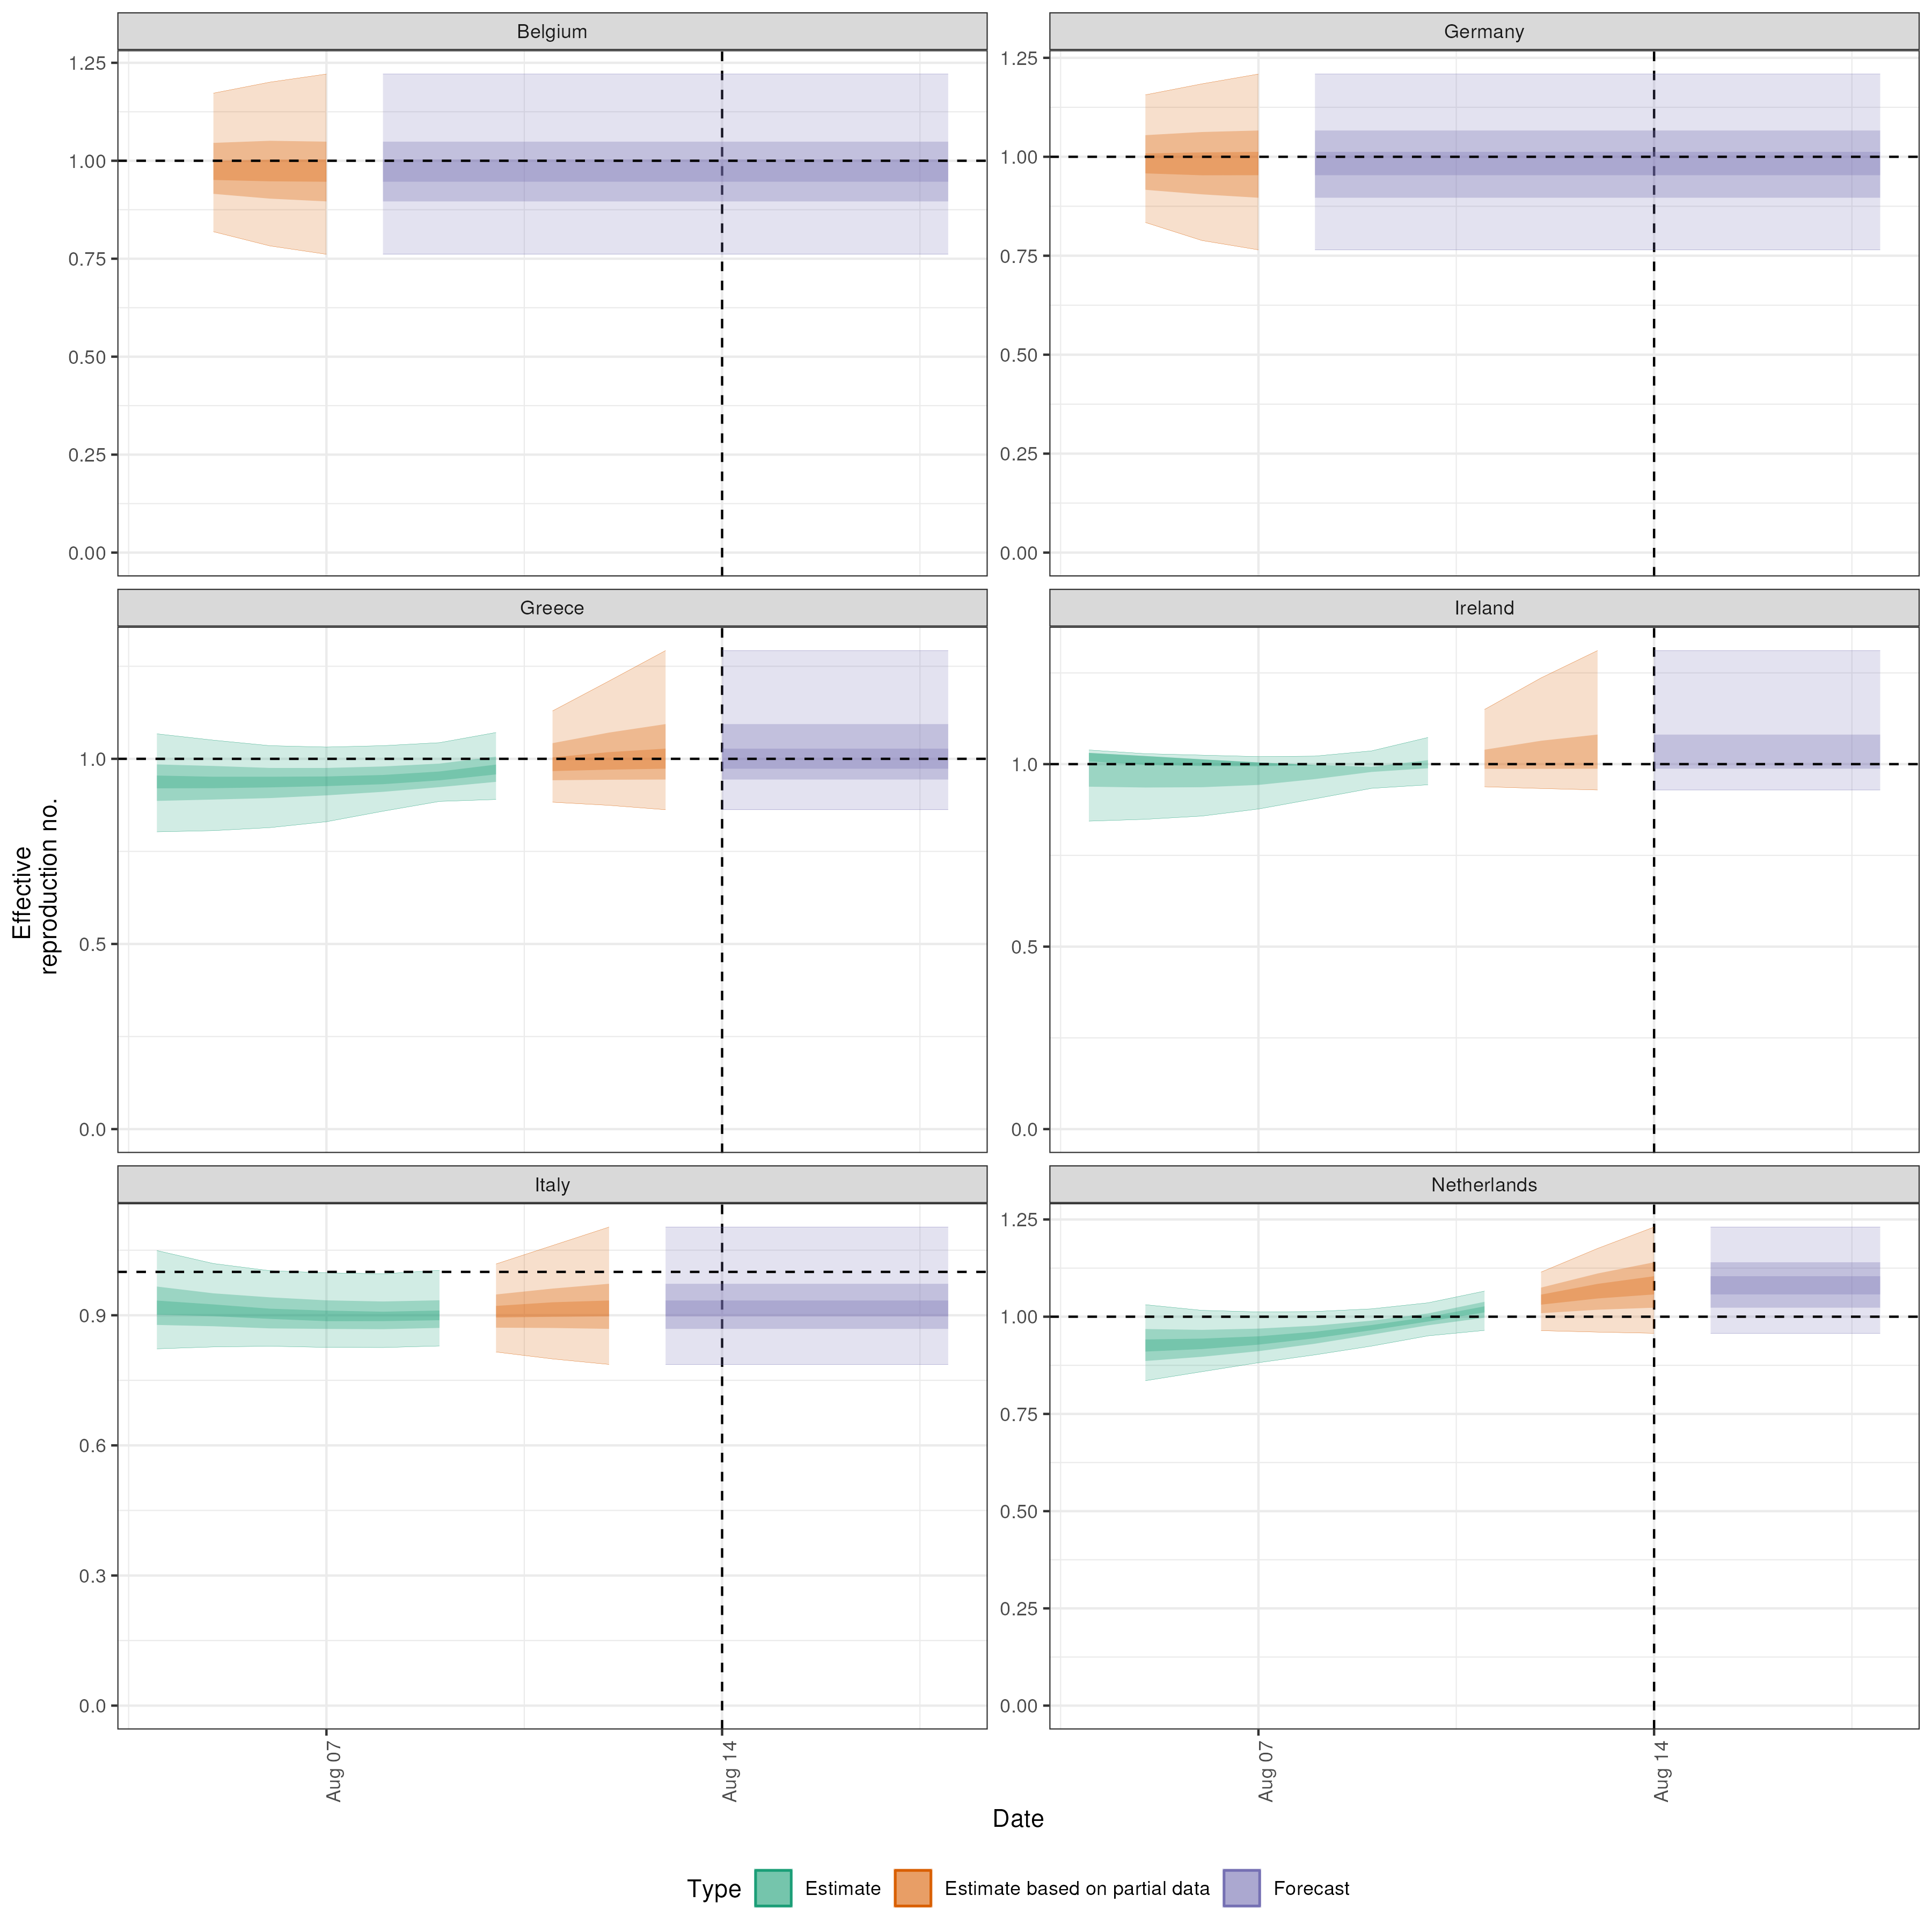 Belgium
Germany
1.25
1.00
0.75
0.50
0.25
0.00
1.25
1.00
0.75
0.50
0.25
0.00
Greece
Ireland
1.0
0.5
0.0
1.0
0.5
0.0
Effective
reproduction no.
Italy
Netherlands
0.9
0.6
0.3
0.0
1.25
1.00
0.75
0.50
0.25
0.00
Aug 07
Aug 14
Aug 07
Aug 14
Date
Type
Estimate
Estimate based on partial data
Forecast